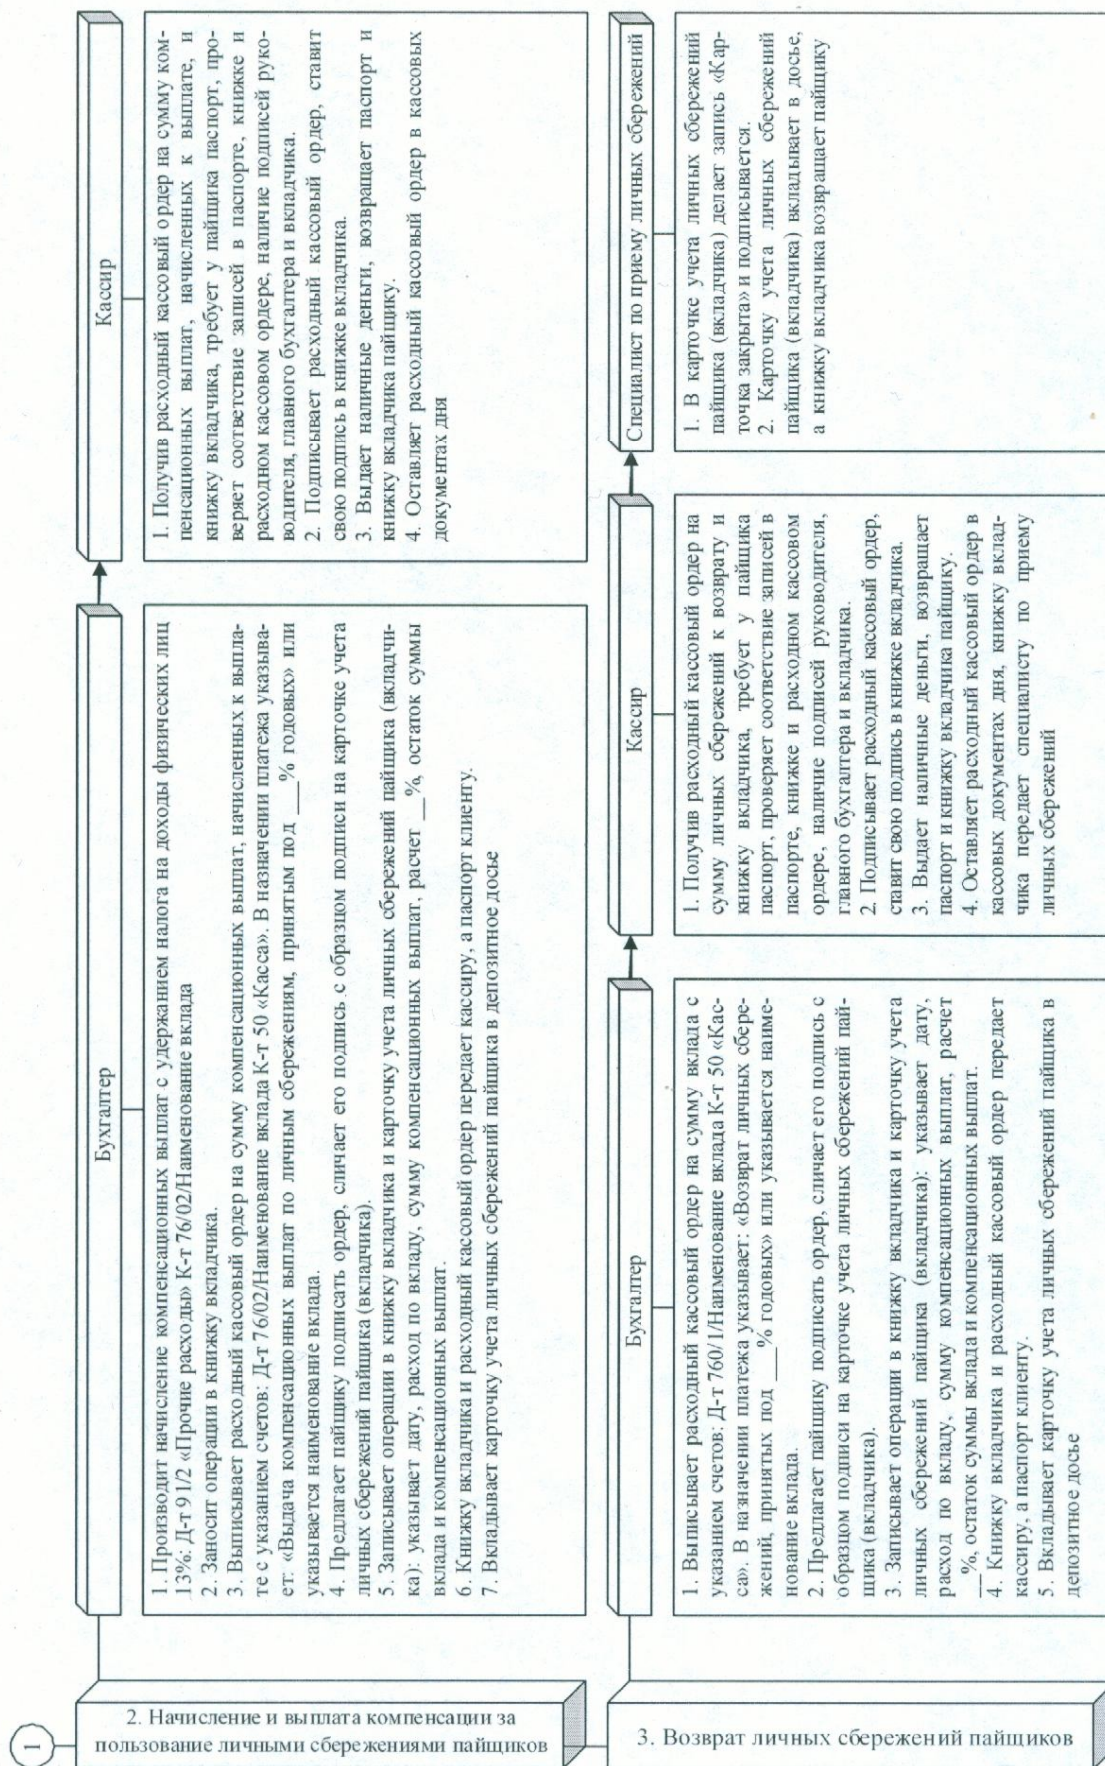 1
2. Начисление и выплата компенсации за
пользование личными сбережениями пайщиков
Бухгалтер
1. Производит начисление компенсационных выплат с удержанием налога на доходы физических лиц
13%: Д-т 91/2 «Прочие расходы» К-т 76/02/Наименование вклада
2. Заносит операции в книжку вкладчика.
3. Выписывает расходный кассовый ордер на сумму компенсационных выплат, начисленных к выпла-
те с указанием счетов: Д-т 76/02/Наименование вклада К-т 50 «Касса». В назначении платежа указыва-
ет: «Выдача компенсационных выплат по личным сбережениям, принятым под ___% годовых» или
указывается наименование вклада.
4. Предлагает пайщику подписать ордер, сличает его подпись с образцом подписи на карточке учета
личных сбережений пайщика (вкладчика).
5. Записывает операции в книжку вкладчика и карточку учета личных сбережений пайщика (вкладчи-
ка): указывает дату, расход по вкладу, сумму компенсационных выплат, расчет __%, остаток суммы
вклада и компенсационных выплат.
6. Книжку вкладчика и расходный кассовый ордер передает кассиру, а паспорт клиенту.
7. Вкладывает карточку учета личных сбережений пайщика в депозитное досье
Кассир
1. Получив расходный кассовый ордер на сумму ком-
пенсационных выплат, начисленных к выплате, и
книжку вкладчика, требует у пайщика паспорт, про-
веряет соответствие записей в паспорте, книжке и
расходном кассовом ордере, наличие подписей руко-
водителя, главного бухгалтера и вкладчика.
2. Подписывает расходный кассовый ордер, ставит
свою подпись в книжке вкладчика.
3. Выдает наличные деньги, возвращает паспорт и
книжку вкладчика пайщику.
4. Оставляет расходный кассовый ордер в кассовых
документах дня
3. Возврат личных сбережений пайщиков
Бухгалтер
1. Выписывает расходный кассовый ордер на сумму вклада с
указанием счетов: Д-т 760/1/Наименование вклада К-т 50 «Кас-
са». В назначении платежа указывает: «Возврат личных сбере-
жений, принятых под ___% годовых» или указывается наиме-
нование вклада.
2. Предлагает пайщику подписать ордер, сличает его подпись с
образцом подписи на карточке учета личных сбережений пай-
щика (вкладчика).
3. Записывает операции в книжку вкладчика и карточку учета
личных сбережений пайщика (вкладчика): указывает дату,
расход по вкладу, сумму компенсационных выплат, расчет
__%, остаток суммы вклада и компенсационных выплат.
4. Книжку вкладчика и расходный кассовый ордер передает
кассиру, а паспорт клиенту.
5. Вкладывает карточку учета личных сбережений пайщика в
депозитное досье
Кассир
1. Получив расходный кассовый ордер на
сумму личных сбережений к возврату и
книжку вкладчика, требует у пайщика
паспорт, проверяет соответствие записей в
паспорте, книжке и расходном кассовом
ордере, наличие подписей руководителя,
главного бухгалтера и вкладчика.
2. Подписывает расходный кассовый ордер,
ставит свою подпись в книжке вкладчика.
3. Выдает наличные деньги, возвращает
паспорт и книжку вкладчика пайщику.
4. Оставляет расходный кассовый ордер в
кассовых документах дня, книжку вклад-
чика передает специалисту по приему
личных сбережений
Специалист по приему личных сбережений
1. В карточке учета личных сбережений
пайщика (вкладчика) делает запись «Кар-
точка закрыта» и подписывается.
2. Карточку учета личных сбережений
пайщика (вкладчика) вкладывает в досье,
а книжку вкладчика возвращает пайщику